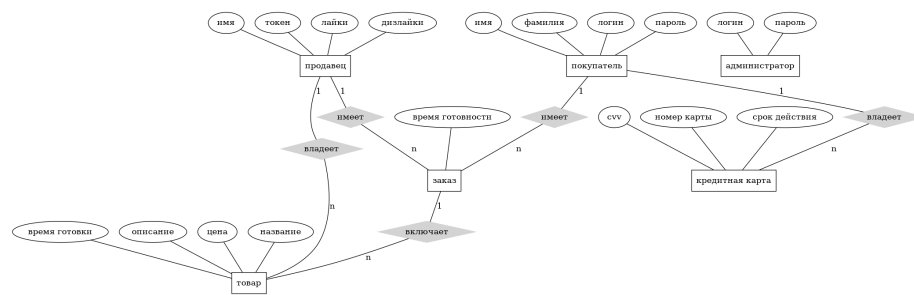 имя
токен
лайки
дизлайки
имя
фамилия
логин
пароль
логин
пароль
продавец
покупатель
администратор
1
1
1
1
имеет
время готовности
имеет
cvv
номер карты
срок действия
владеет
владеет
n
n
n
заказ
кредитная карта
n
1
время готовки
описание
цена
название
включает
n
товар